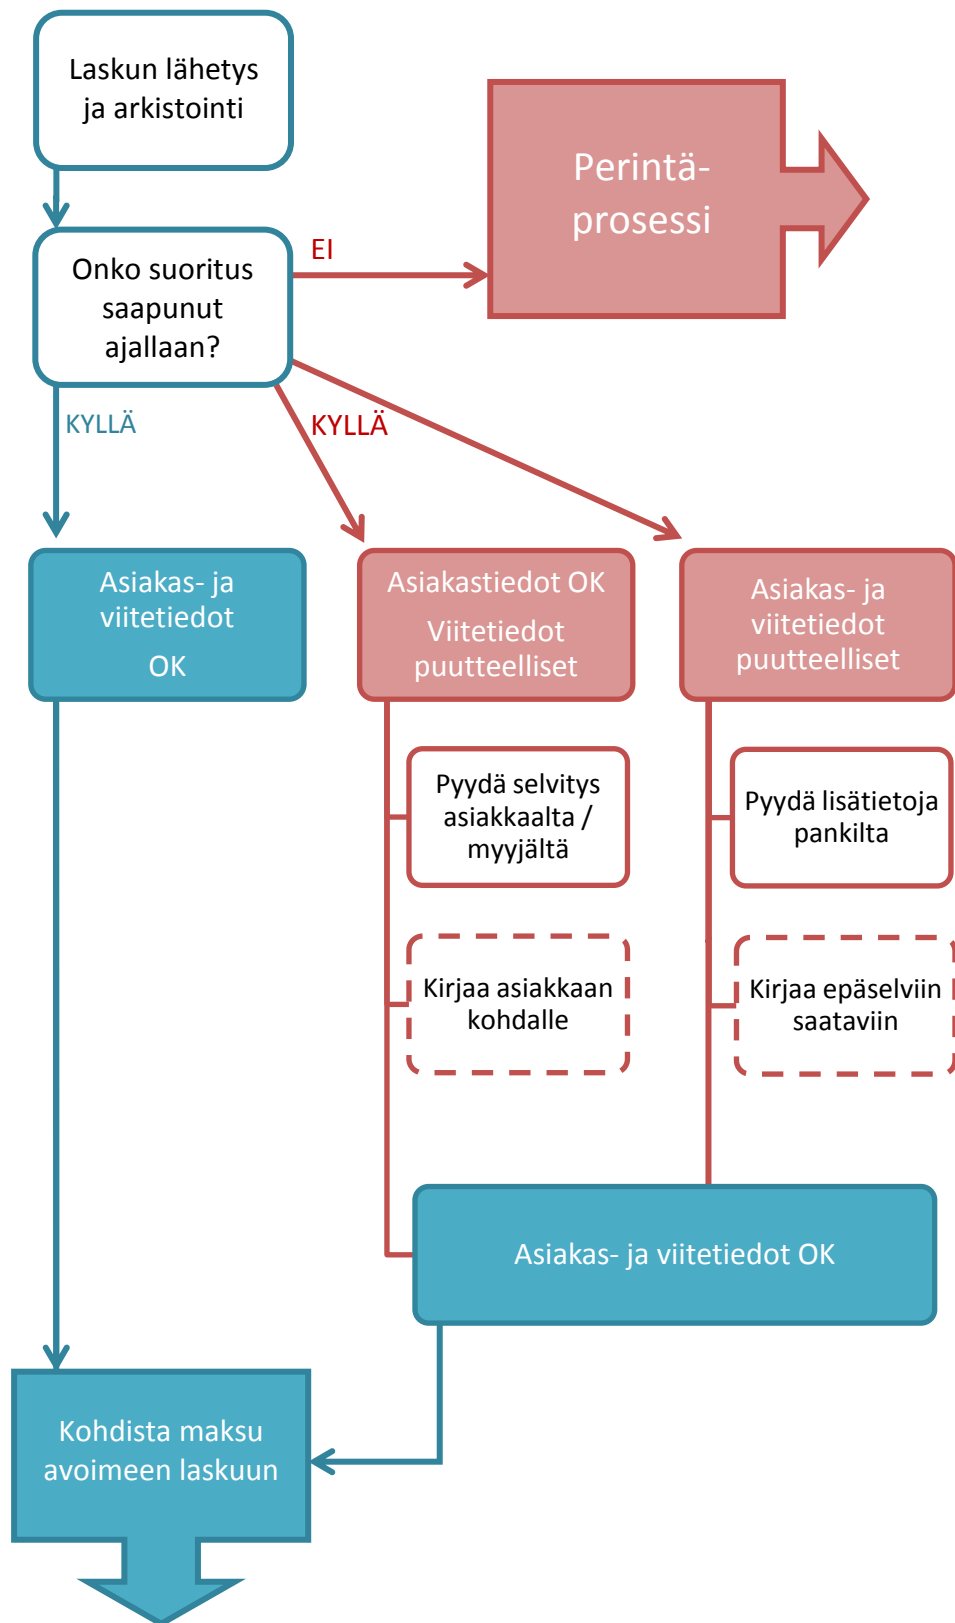 Laskun lähetys
ja arkistointi
Perintä-
prosessi
EI
Onko suoritus
saapunut
ajallaan?
KYLLÄ
KYLLÄ
Asiakas- ja
viitetiedot
OK
Asiakastiedot OK
Viitetiedot
puutteelliset
Asiakas- ja
viitetiedot
puutteelliset
Pyydä selvitys
asiakkaalta /
myyjältä
Pyydä lisätietoja
pankilta
Kirjaa asiakkaan
kohdalle
Kirjaa epäselviin
saataviin
Asiakas- ja viitetiedot OK
Kohdista maksu
avoimeen laskuun